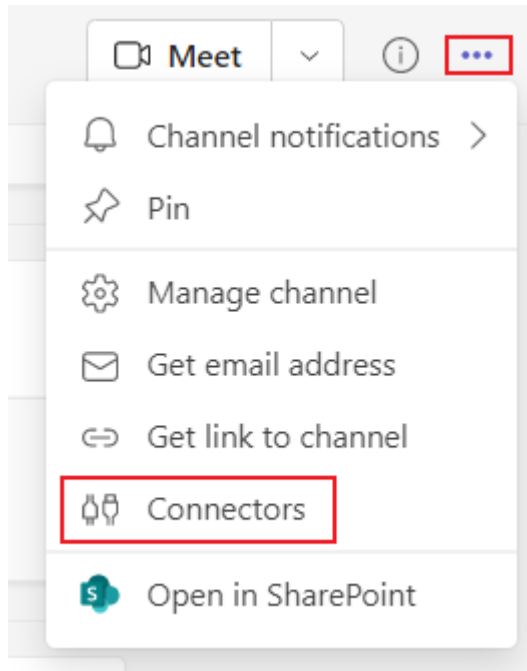 Meet
Channel notifications
Pin
Manage channel
Get email address
Get link to channel
Connectors
S Open in SharePoint